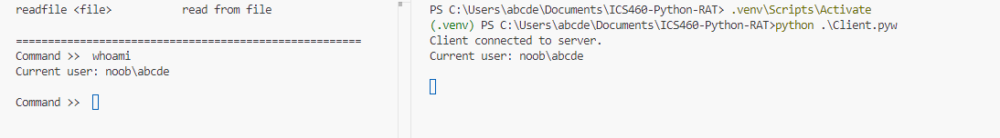 readfile <file>           read from file
======================================================
Command >>  whoami
Current user: noob\abcde
Command >>
PS C:\Users\abcde\Documents\ICS460-Python-RAT> .venv\Scripts\Activate
(.venv) PS C:\Users\abcde\Documents\ICS460-Python-RAT>python .\Client.pyw
Client connected to server.
Current user: noob\abcde